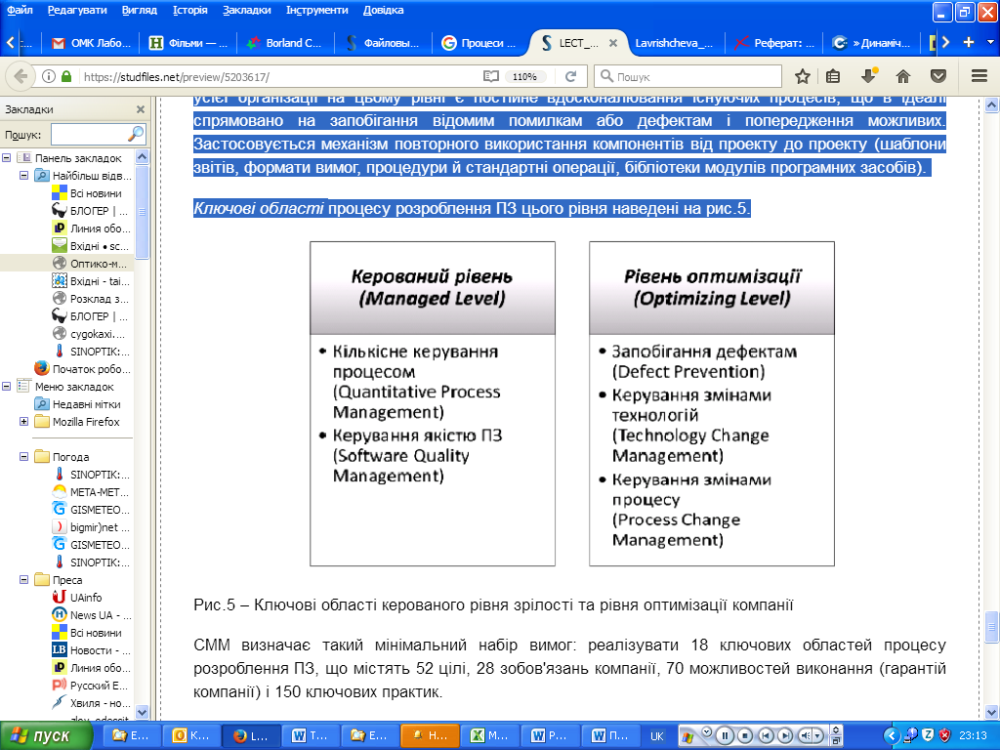 Файл Редагувати Вигляд Історія Закладки Інструменти Довідка
ОМК Лабо... Фільми — ... Borland C... Файловы... Процеси ... LECT_... Lavrishcheva_... Реферат: ... » Динаміч...
https://studfiles.net/preview/5203617/ 110% Пошук
Закладки
Пошук:
Панель закладок
Найбільш відв...
Всі новини
БЛОГЕР | ...
Линия обо...
Вхідні • sc...
Оптико-м...
Вхідні - tai...
Розклад з...
БЛОГЕР | ...
cygokaxi....
SINOPTIK:...
Початок робо...
Меню закладок
Недавні мітки
Mozilla Firefox
Погода
SINOPTIK:...
META-MET...
GISMETEO...
bigmir)net ...
GISMETEO...
SINOPTIK:...
Преса
UAinfo
News UA - ...
Всі новини
Новости - ...
Линия обо...
Русский Е...
Хвиля - но...
усієї організації на цьому рівні є постійне вдосконалювання існуючих процесів, що в ідеалі
спрямовано на запобігання відомим помилкам або дефектам і попередження можливих.
Застосовується механізм повторного використання компонентів від проекту до проекту (шаблони
звітів, формати вимог, процедури й стандартні операції, бібліотеки модулів програмних засобів).
Ключові області процесу розроблення ПЗ цього рівня наведені на рис.5.
Керований рівень
(Managed Level)
• Кількісне керування
процесом
(Quantitative Process
Management)
• Керування якістю ПЗ
(Software Quality
Management)
Рівень оптимізації
(Optimizing Level)
• Запобігання дефектам
(Defect Prevention)
• Керування змінами
технологій
(Technology Change
Management)
• Керування змінами
процесу
(Process Change
Management)
Рис.5 – Ключові області керованого рівня зрілості та рівня оптимізації компанії
СММ визначає такий мінімальний набір вимог: реалізувати 18 ключових областей процесу
розроблення ПЗ, що містять 52 цілі, 28 зобов'язань компанії, 70 можливостей виконання (гарантій
компанії) і 150 ключових практик.
пуск E... К... L... Т... Е... Н... М... Р... П... UK 23:13